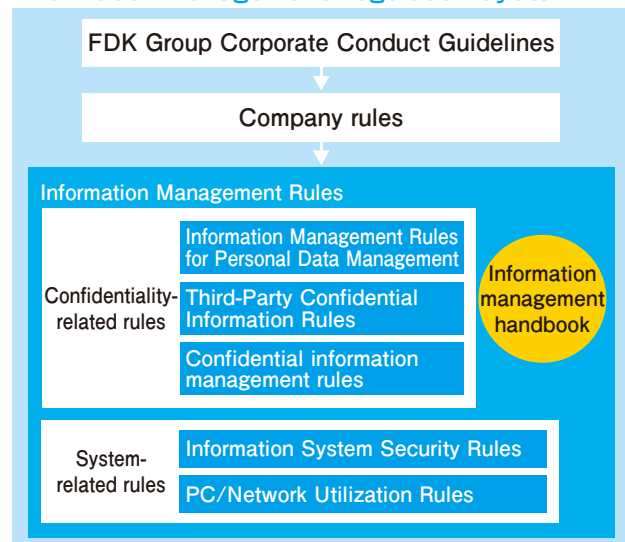 FDK Group Corporate Conduct Guidelines
Company rules
Information Management Rules
Confidentiality-
related rules
Information Management Rules
for Personal Data Management
Third-Party Confidential
Information Rules
Confidential information
management rules
Information
management
handbook
System-
related rules
Information System Security Rules
PC/Network Utilization Rules